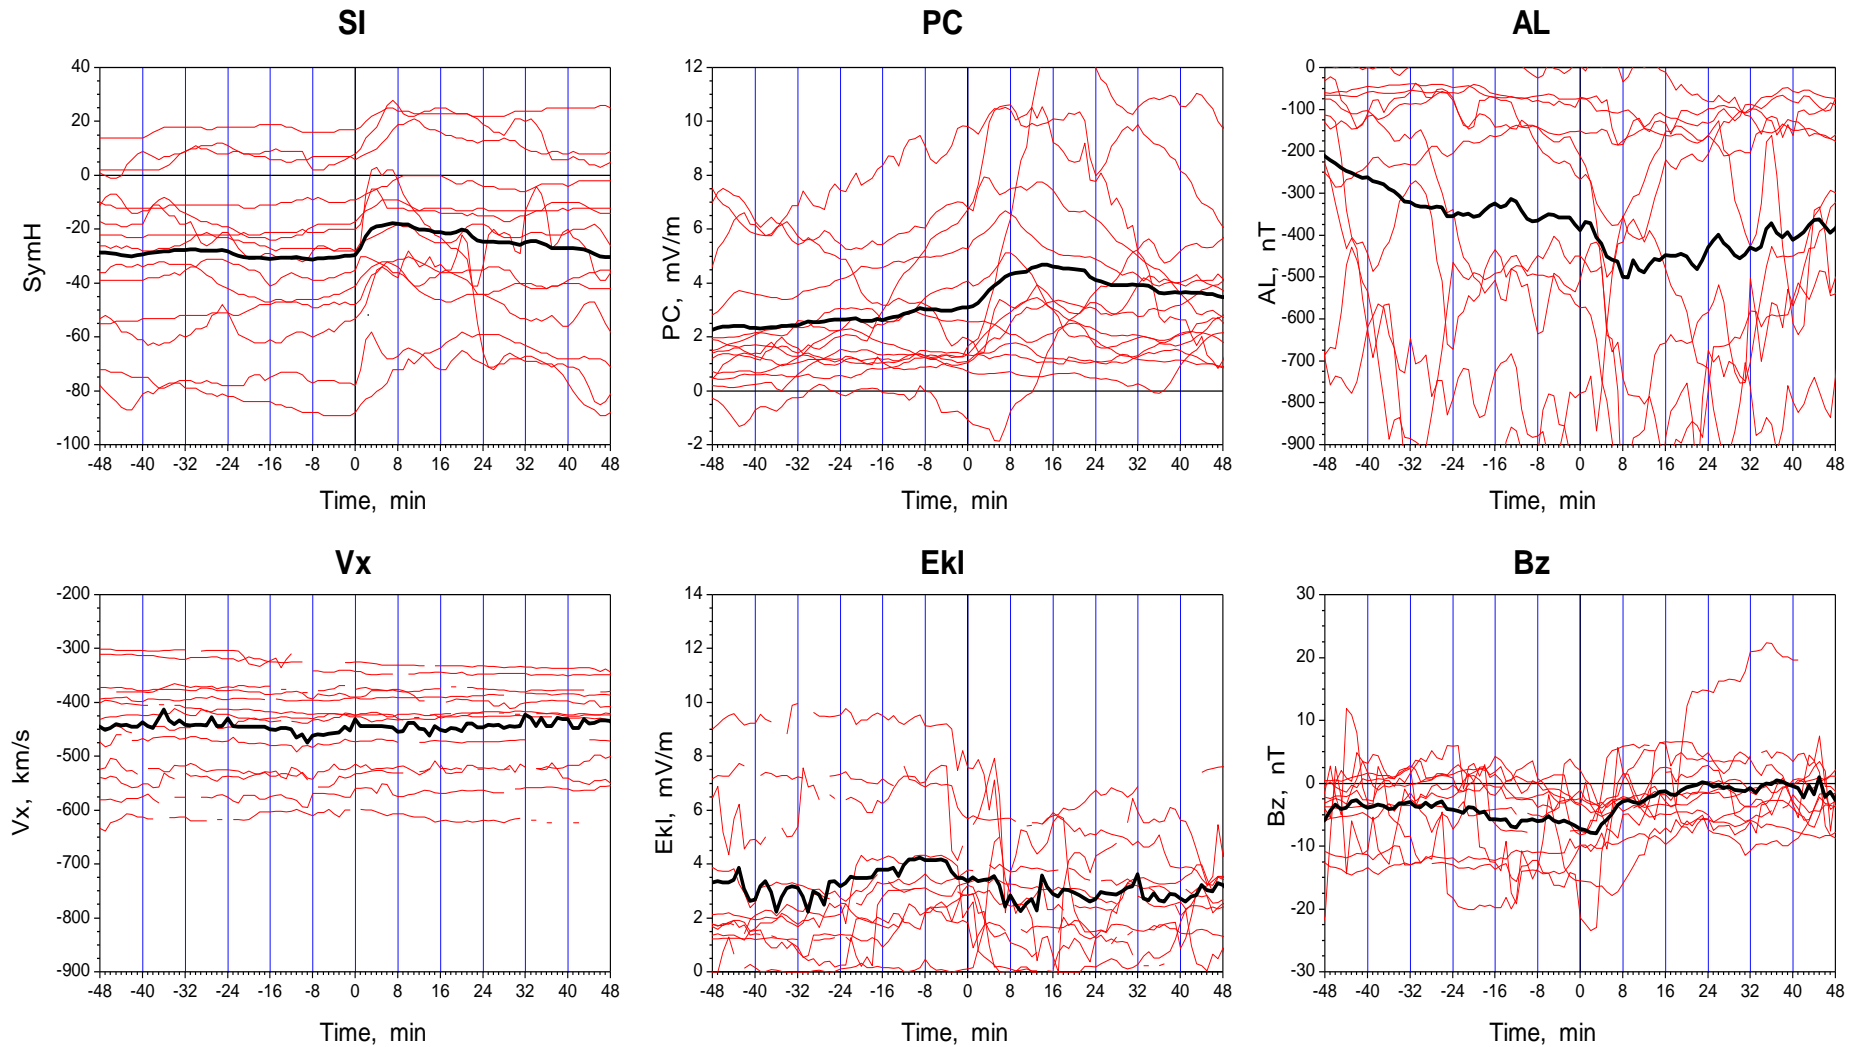 SI
PC
AL
40
20
0
-20
-40
-60
-80
-100
SymH
-48 -40 -32 -24 -16 -8 0 8 16 24 32 40 48
Time, min
12
10
8
6
4
2
0
-2
PC, mV/m
-48 -40 -32 -24 -16 -8 0 8 16 24 32 40 48
Time, min
0
-100
-200
-300
-400
-500
-600
-700
-800
-900
AL, nT
-48 -40 -32 -24 -16 -8 0 8 16 24 32 40 48
Time, min
Vx
Ekl
Bz
-200
-300
-400
-500
-600
-700
-800
-900
Vx, km/s
-48 -40 -32 -24 -16 -8 0 8 16 24 32 40 48
Time, min
14
12
10
8
6
4
2
0
Ekl, mV/m
-48 -40 -32 -24 -16 -8 0 8 16 24 32 40 48
Time, min
30
20
10
0
-10
-20
-30
Bz, nT
-48 -40 -32 -24 -16 -8 0 8 16 24 32 40 48
Time, min